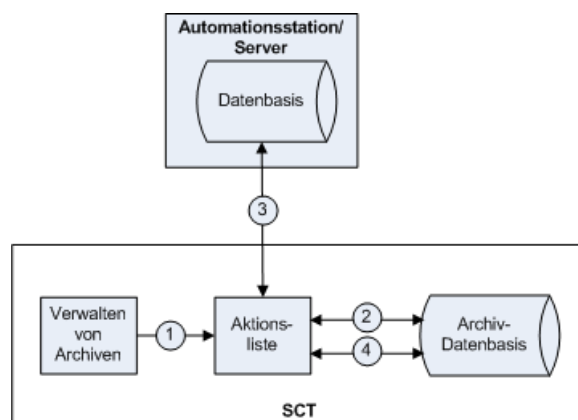 Automationsstation/
Server
Datenbasis
3
Verwalten
von
Archiven
1
Aktions-
liste
2
4
Archiv-
Datenbasis
SCT